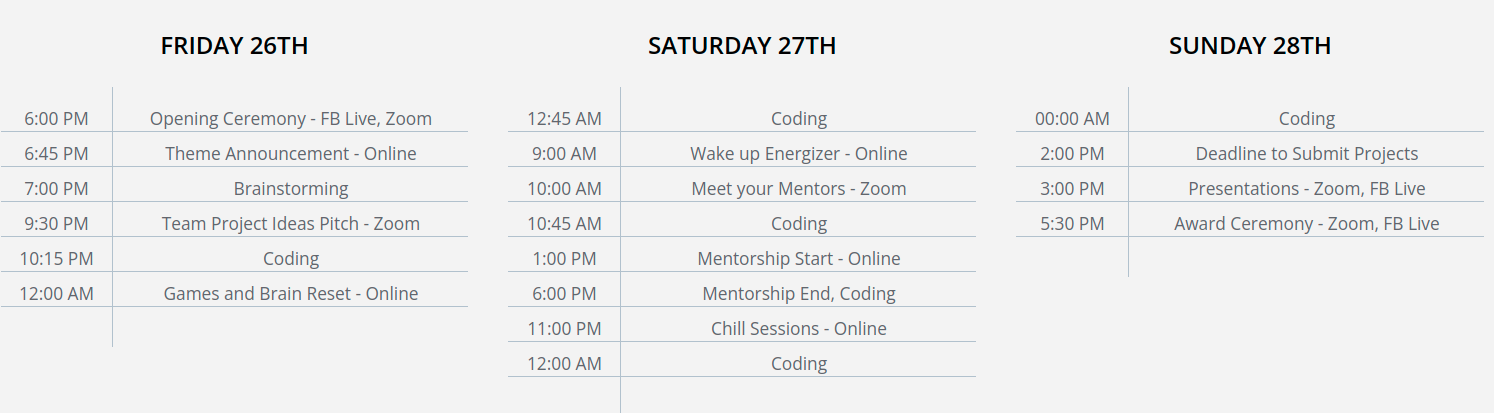 FRIDAY 26TH
6:00 PM Opening Ceremony - FB Live, Zoom
6:45 PM Theme Announcement - Online
7:00 PM Brainstorming
9:30 PM Team Project Ideas Pitch - Zoom
10:15 PM Coding
12:00 AM Games and Brain Reset - Online
SATURDAY 27TH
12:45 AM Coding
9:00 AM Wake up Energizer - Online
10:00 AM Meet your Mentors - Zoom
10:45 AM Coding
1:00 PM Mentorship Start - Online
6:00 PM Mentorship End, Coding
11:00 PM Chill Sessions - Online
12:00 AM Coding
SUNDAY 28TH
00:00 AM Coding
2:00 PM Deadline to Submit Projects
3:00 PM Presentations - Zoom, FB Live
5:30 PM Award Ceremony - Zoom, FB Live